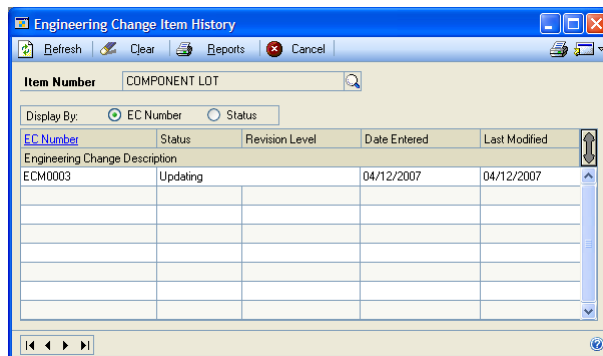 Engineering Change Item History
Refresh Clear Reports Cancel
Item Number COMPONENT LOT
Display By: EC Number Status
EC Number Status Revision Level Date Entered Last Modified
Engineering Change Description
ECM0003 Updating 04/12/2007 04/12/2007